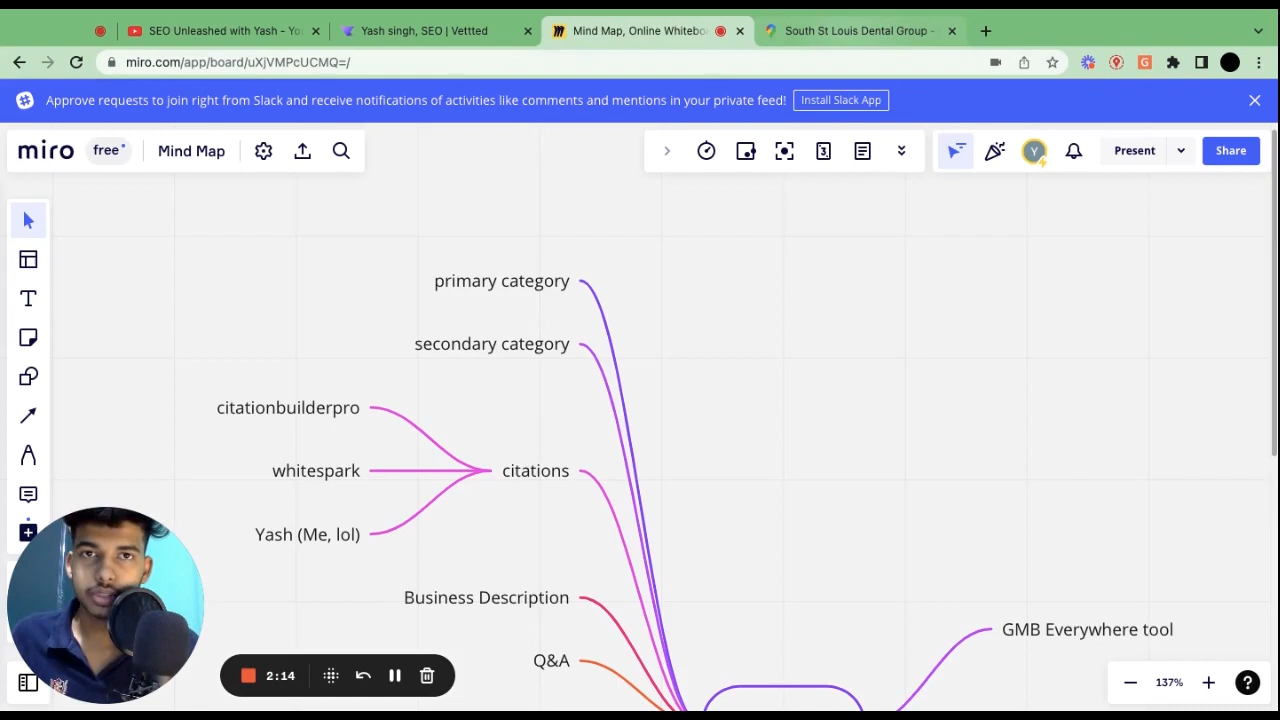 SEO Unleashed with Yash - Yo
Yash singh, SEO | Vettted
Mind Map, Online Whitebo
South St Louis Dental Group -
miro.com/app/board/uXjVMPcUCMQ=/
Approve requests to join right from Slack and receive notifications of activities like comments and mentions in your private feed!
Install Slack App
miro
free
Mind Map
3
Y
Present
Share
primary category
secondary category
citationbuilderpro
whitespark
citations
Yash (Me, lol)
Business Description
GMB Everywhere tool
Q&A
2:14
137%